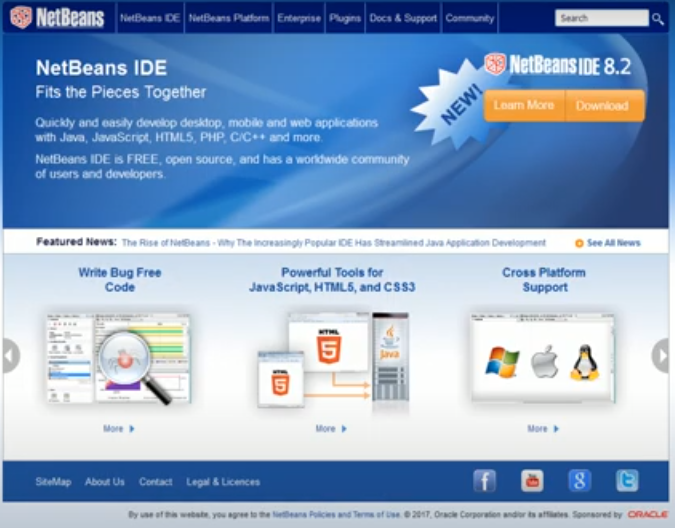 NetBeans
NetBeans IDE NetBeans Platform Enterprise Plugins Docs & Support Community Search
NetBeans IDE
Fits the Pieces Together
Quickly and easily develop desktop, mobile and web applications
with Java, JavaScript, HTML5, PHP, C/C++ and more.
NetBeans IDE is FREE, open source, and has a worldwide community
of users and developers.
NEW!
NetBeans IDE 8.2
Learn More Download
Featured News: The Rise of NetBeans - Why The Increasingly Popular IDE Has Streamlined Java Application Development See All News
Write Bug Free
Code
Powerful Tools for
JavaScript, HTML5, and CSS3
Cross Platform
Support
HTML
5
HTML
5
Java
More More More
SiteMap About Us Contact Legal & Licences
f
You
Tube
g
t
By use of this website, you agree to the NetBeans Policies and Terms of Use. © 2017, Oracle Corporation and/or its affiliates. Sponsored by ORACLE